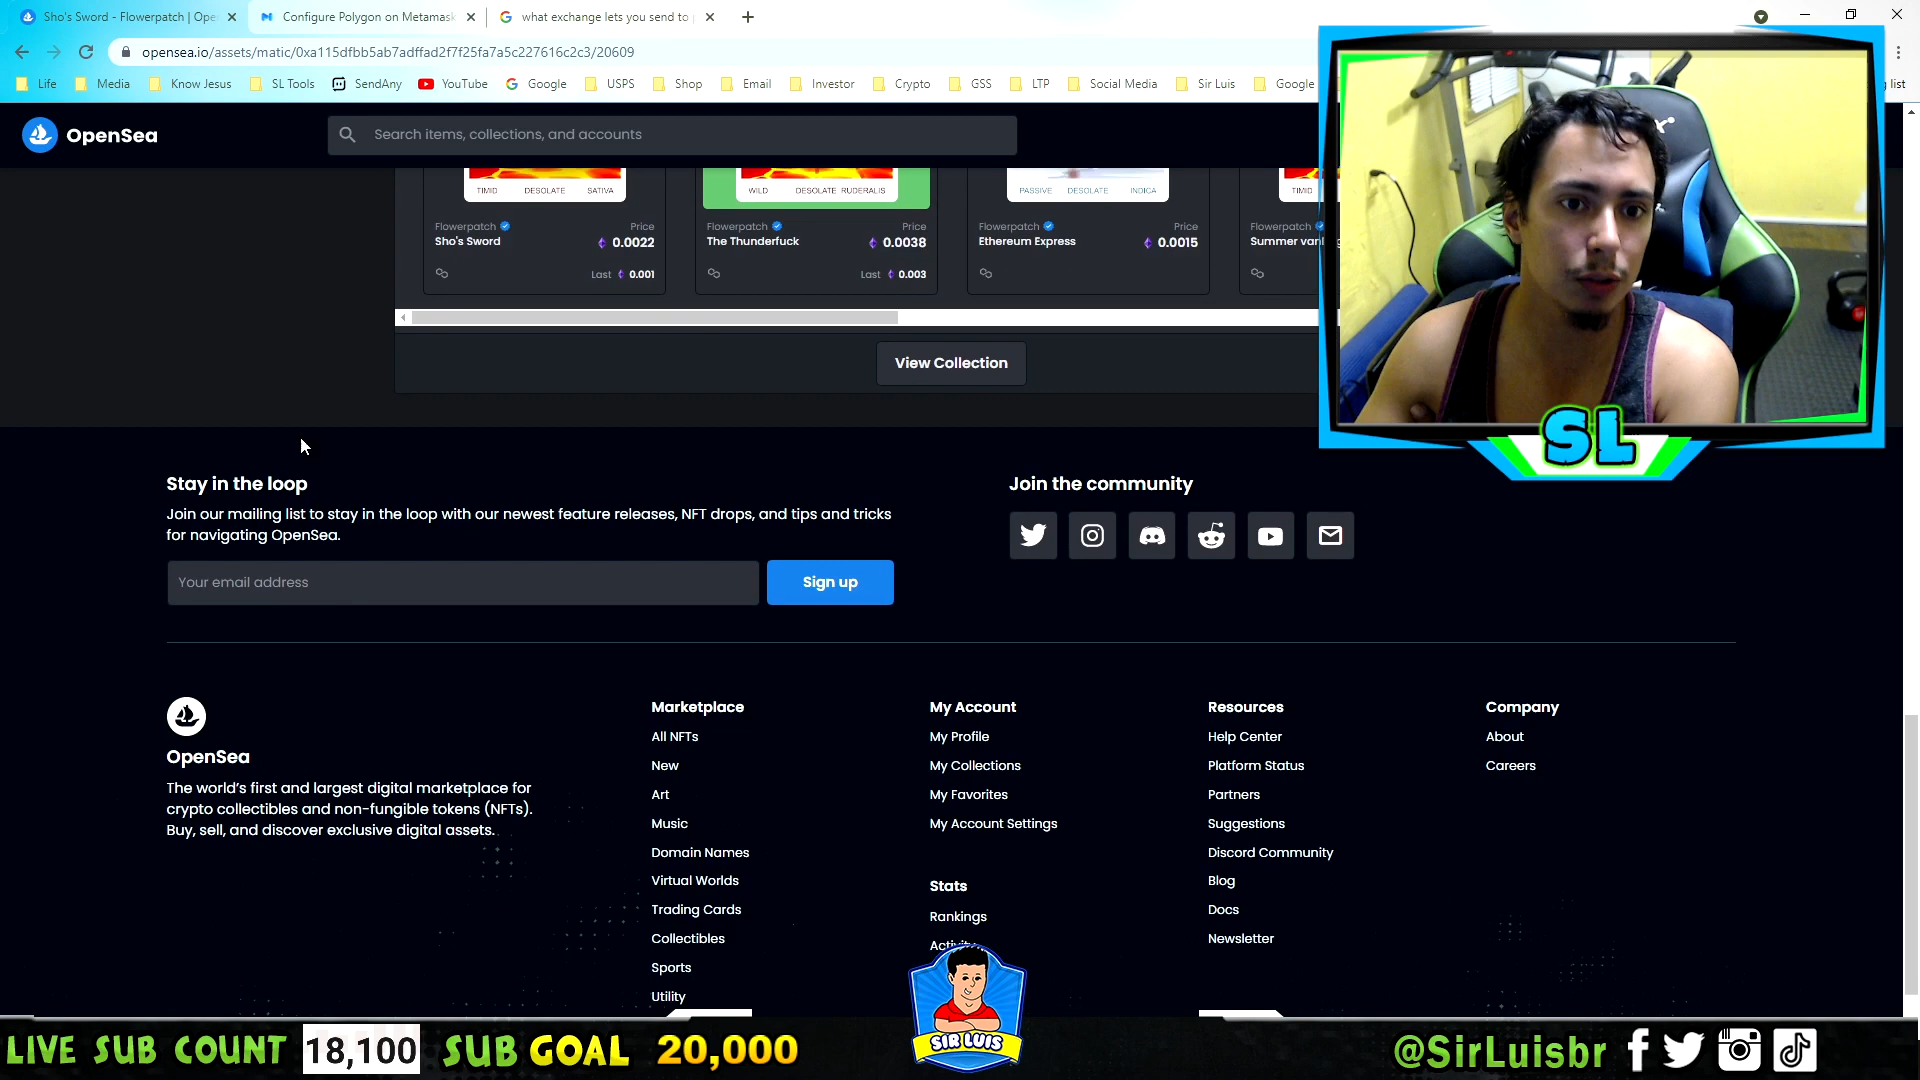 Sho's Sword - Flowerpatch | Ope
Configure Polygon on Metamask
what exchange lets you send to
opensea.io/assets/matic/0xa115dfbb5ab7adffad2f7f25fa7a5c227616c2c3/20609
Life
Media
Know Jesus
SL Tools
SendAny
YouTube
Google
USPS
Shop
Email
Investor
Crypto
GSS
LTP
Social Media
Sir Luis
Google
list
OpenSea
Search items, collections, and accounts
TIMID DESOLATE SATIVA
WILD DESOLATE RUDERALIS
PASSIVE DESOLATE INDICA
TIMID
Flowerpatch Price
Sho's Sword 0.0022
Last 0.001
Flowerpatch Price
The Thunderfuck 0.0038
Last 0.003
Flowerpatch Price
Ethereum Express 0.0015
Flowerpatch
Summer van
View Collection
SL
Stay in the loop
Join our mailing list to stay in the loop with our newest feature releases, NFT drops, and tips and tricks
for navigating OpenSea.
Your email address
Sign up
Join the community
OpenSea
The world's first and largest digital marketplace for
crypto collectibles and non-fungible tokens (NFTs).
Buy, sell, and discover exclusive digital assets.
Marketplace
All NFTs
New
Art
Music
Domain Names
Virtual Worlds
Trading Cards
Collectibles
Sports
Utility
My Account
My Profile
My Collections
My Favorites
My Account Settings
Stats
Rankings
Activity
Resources
Help Center
Platform Status
Partners
Suggestions
Discord Community
Blog
Docs
Newsletter
Company
About
Careers
SIR LUIS
LIVE SUB COUNT 18,100 SUB GOAL 20,000
@SirLuisbr